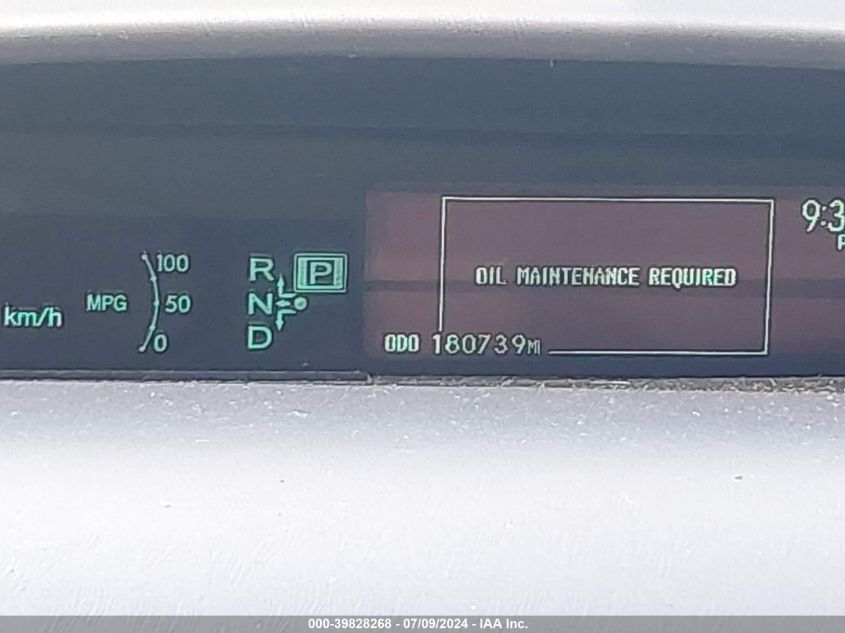 km/h
MPG
100
50
0
R
N
D
P
OIL MAINTENANCE REQUIRED
ODO 180739M
000-39828268 - 07/09/2024 - IAA Inc.